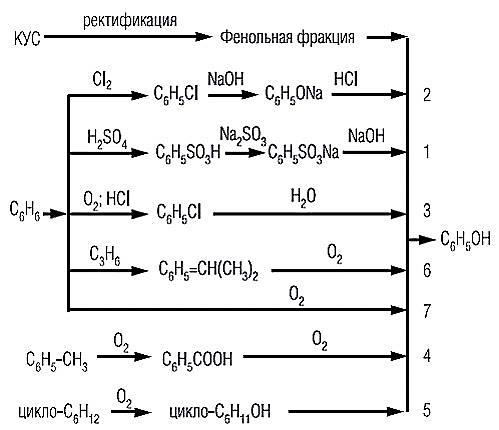 ректификация
КУС Фенольная фракция
Cl₂ NaOH HCl
C₆H₅Cl C₆H₅ONa 2
H₂SO₄ Na₂SO₃ NaOH
C₆H₅SO₃H C₆H₅SO₃Na 1
O₂; HCl H₂O
C₆H₆ C₆H₅Cl 3
C₆H₅OH
C₃H₆ O₂
C₆H₅=CH(CH₃)₂ 6
O₂
7
O₂ O₂
C₆H₅–CH₃ C₆H₅COOH 4
O₂
цикло-C₆H₁₂ цикло-C₆H₁₁OH 5